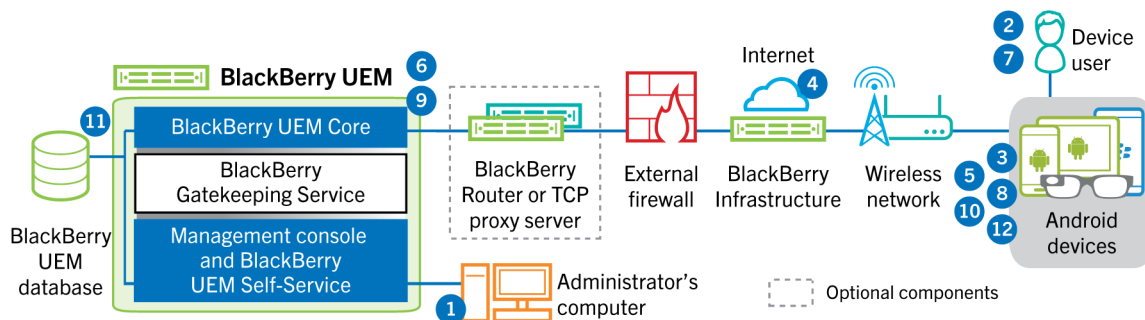 2
Device
user
7
Internet
4
6
BlackBerry UEM
9
11
BlackBerry UEM Core
BlackBerry
Gatekeeping Service
Management console
and BlackBerry
UEM Self-Service
BlackBerry
UEM
database
BlackBerry
Router or TCP
proxy server
External
firewall
BlackBerry
Infrastructure
Wireless
network
3
5
8
10
12
Android
devices
1
Administrator's
computer
Optional components